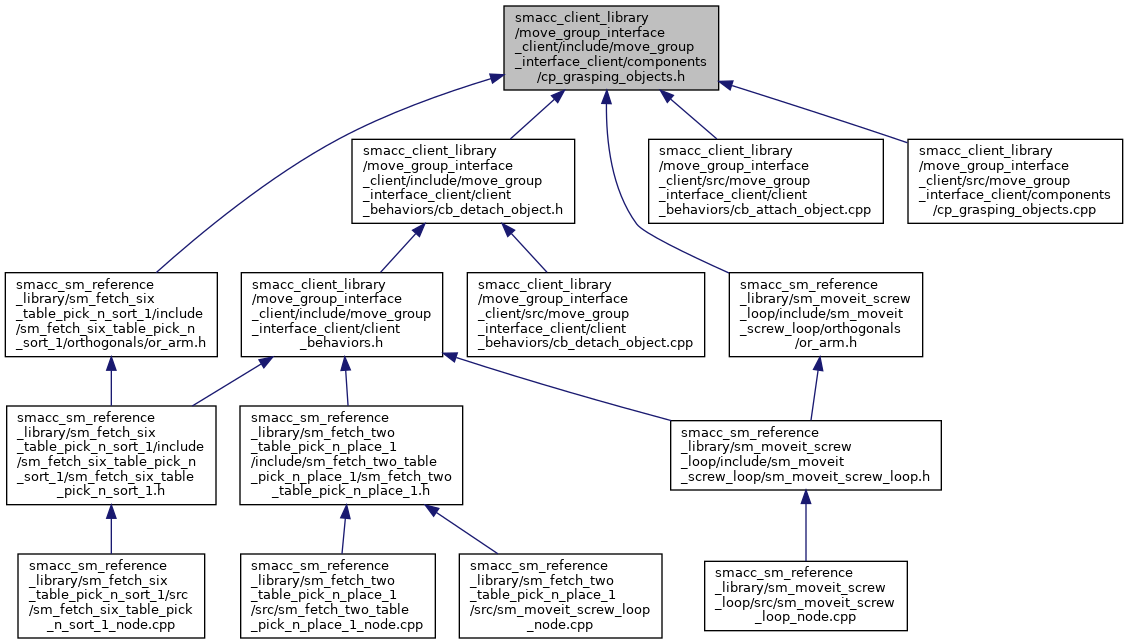 smacc_client_library
/move_group_interface
_client/include/move_group
_interface_client/components
/cp_grasping_objects.h
smacc_client_library
/move_group_interface
_client/include/move_group
_interface_client/client
_behaviors/cb_detach_object.h
smacc_client_library
/move_group_interface
_client/src/move_group
_interface_client/client
_behaviors/cb_attach_object.cpp
smacc_client_library
/move_group_interface
_client/src/move_group
_interface_client/components
/cp_grasping_objects.cpp
smacc_sm_reference
_library/sm_fetch_six
_table_pick_n_sort_1/include
/sm_fetch_six_table_pick_n
_sort_1/orthogonals/or_arm.h
smacc_client_library
/move_group_interface
_client/include/move_group
_interface_client/client
_behaviors.h
smacc_client_library
/move_group_interface
_client/src/move_group
_interface_client/client
_behaviors/cb_detach_object.cpp
smacc_sm_reference
_library/sm_moveit_screw
_loop/include/sm_moveit
_screw_loop/orthogonals
/or_arm.h
smacc_sm_reference
_library/sm_fetch_six
_table_pick_n_sort_1/include
/sm_fetch_six_table_pick_n
_sort_1/sm_fetch_six_table
_pick_n_sort_1.h
smacc_sm_reference
_library/sm_fetch_two
_table_pick_n_place_1
/include/sm_fetch_two_table
_pick_n_place_1/sm_fetch_two
_table_pick_n_place_1.h
smacc_sm_reference
_library/sm_moveit_screw
_loop/include/sm_moveit
_screw_loop/sm_moveit_screw_loop.h
smacc_sm_reference
_library/sm_fetch_six
_table_pick_n_sort_1/src
/sm_fetch_six_table_pick
_n_sort_1_node.cpp
smacc_sm_reference
_library/sm_fetch_two
_table_pick_n_place_1
/src/sm_fetch_two_table
_pick_n_place_1_node.cpp
smacc_sm_reference
_library/sm_fetch_two
_table_pick_n_place_1
/src/sm_moveit_screw_loop
_node.cpp
smacc_sm_reference
_library/sm_moveit_screw
_loop/src/sm_moveit_screw
_loop_node.cpp